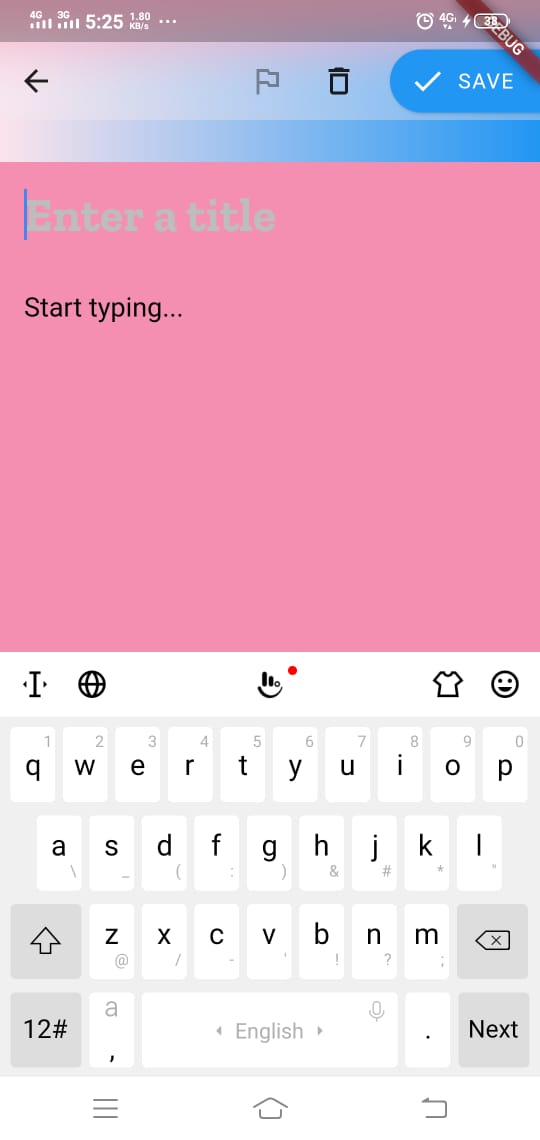 4G 3G 5:25 1.80 KB/s ... 4G 38
DEBUG
SAVE
Enter a title
Start typing...
1 2 3 4 5 6 7 8 9 0
q w e r t y u i o p
a s d f g h j k l
\ _ ( : ) & # * "
z x c v b n m
@ / - ' ! ? ;
12# a , English . Next